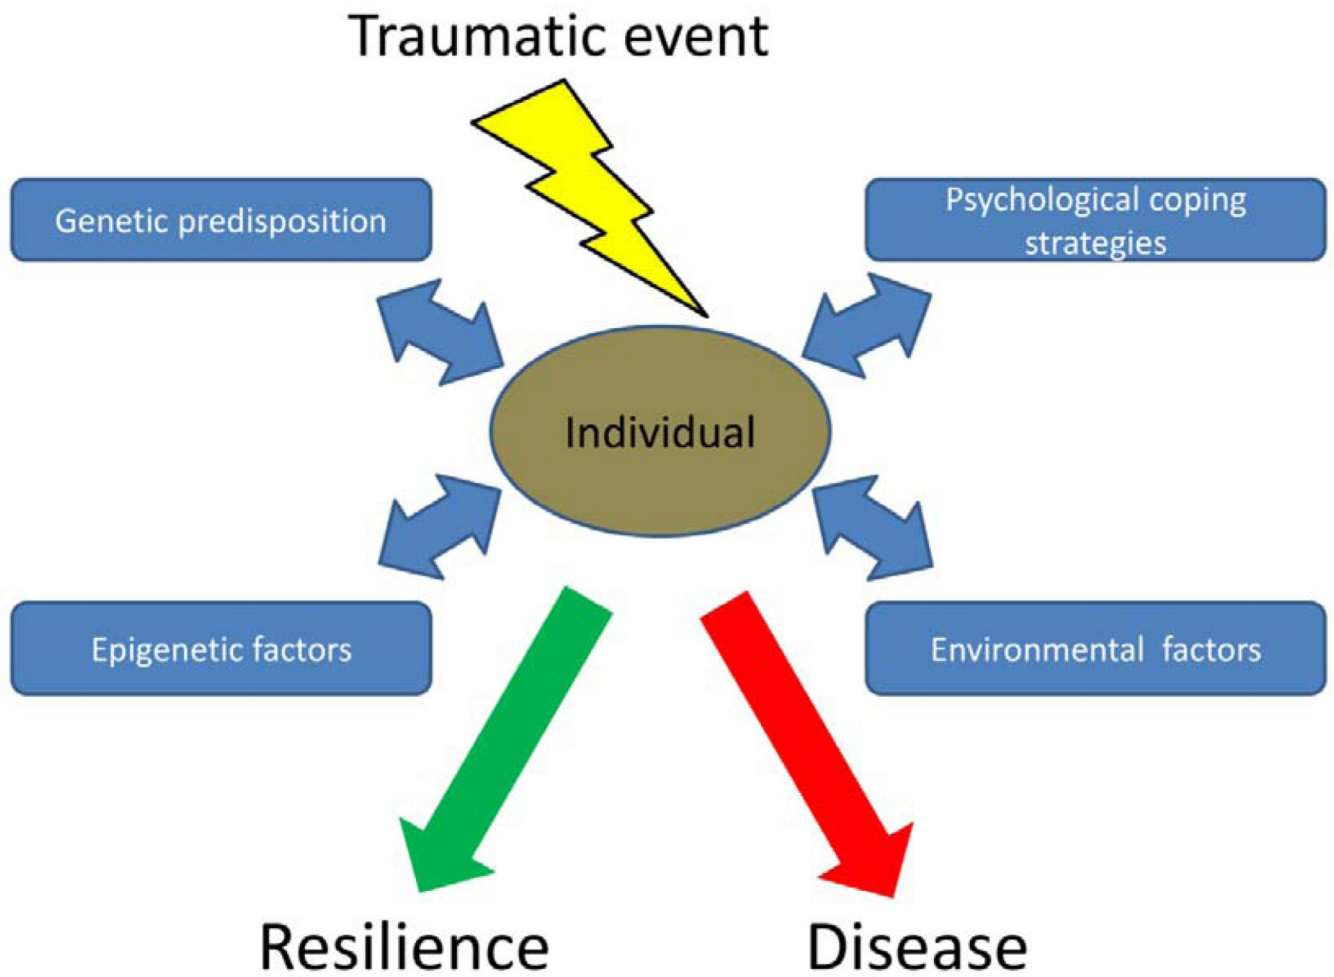 Traumatic event
Genetic predisposition
Psychological coping
strategies
Individual
Epigenetic factors
Environmental factors
Resilience
Disease